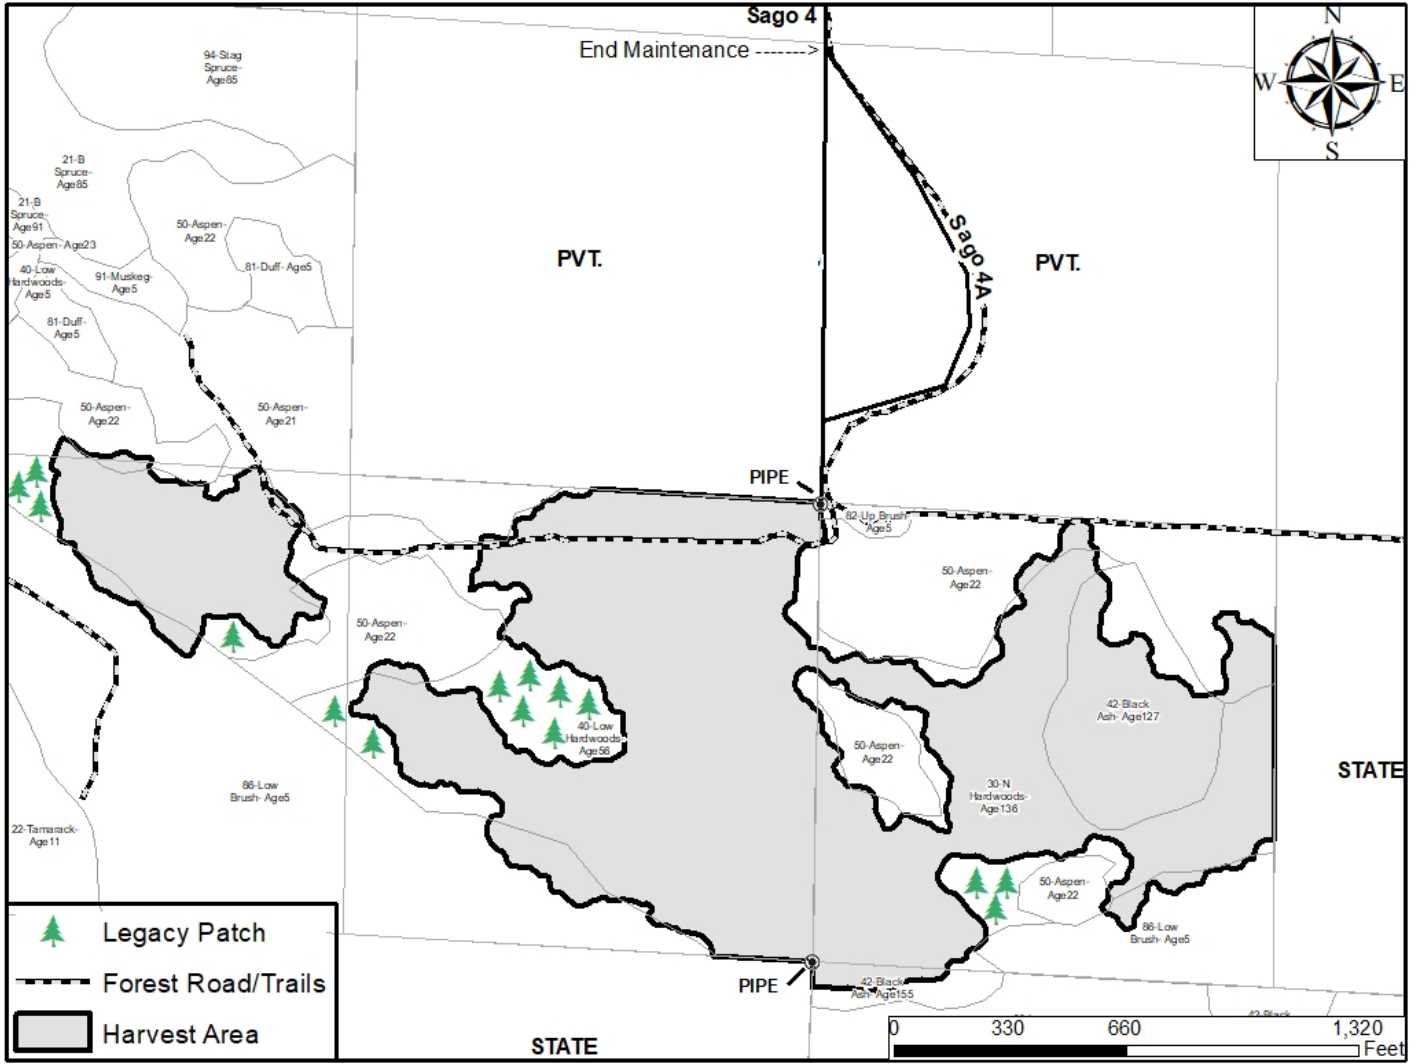 Sago 4
End Maintenance ------>
N
W
E
S
94-Stag
Spruce-
Age85
21-B
Spruce-
Age85
21-B
Spruce-
Age91
50-Aspen-
Age22
50-Aspen- Age23
81-Duff- Age5
40-Low
Hardwoods-
Age5
91-Muskeg-
Age5
81-Duff-
Age5
PVT.
Sago 4A
PVT.
50-Aspen-
Age22
50-Aspen-
Age21
PIPE
82-Up Brush-
Age5
50-Aspen-
Age22
50-Aspen-
Age22
40-Low
Hardwoods-
Age56
42-Black
Ash- Age127
50-Aspen-
Age22
STATE
86-Low
Brush- Age5
30-N
Hardwoods-
Age136
22-Tamarack-
Age11
50-Aspen-
Age22
86-Low
Brush- Age5
PIPE
42-Black
Ash- Age155
42-Black
STATE
Legacy Patch
Forest Road/Trails
Harvest Area
0 330 660 1,320
Feet